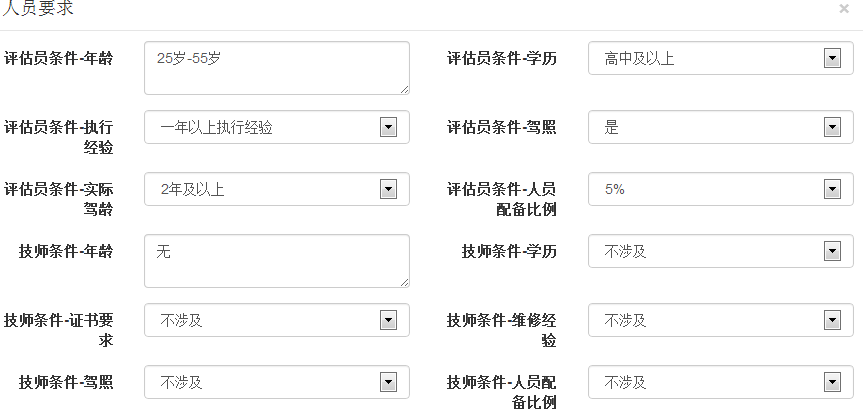 人员要求
×
评估员条件-年龄
25岁-55岁
评估员条件-学历
高中及以上
评估员条件-执行
经验
一年以上执行经验
评估员条件-驾照
是
评估员条件-实际
驾龄
2年及以上
评估员条件-人员
配备比例
5%
技师条件-年龄
无
技师条件-学历
不涉及
技师条件-证书要
求
不涉及
技师条件-维修经
验
不涉及
技师条件-驾照
不涉及
技师条件-人员配
备比例
不涉及